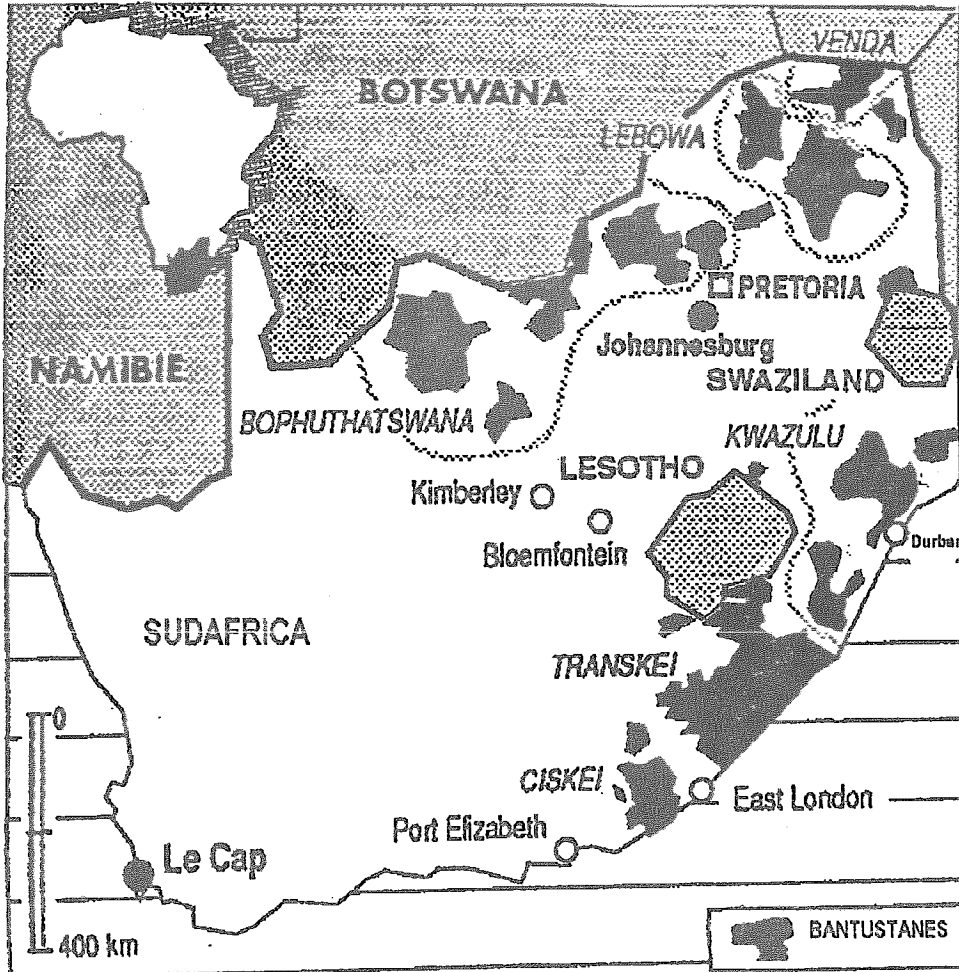 VENDA
BOTSWANA
LEBOWA
PRETORIA
Johannesburg
NAMIBIE
SWAZILAND
BOPHUTHATSWANA
KWAZULU
LESOTHO
Kimberley
Bloemfontein
Durban
SUDAFRICA
TRANSKEI
0
CISKEI
East London
Port Elizabeth
Le Cap
BANTUSTANES
400 km